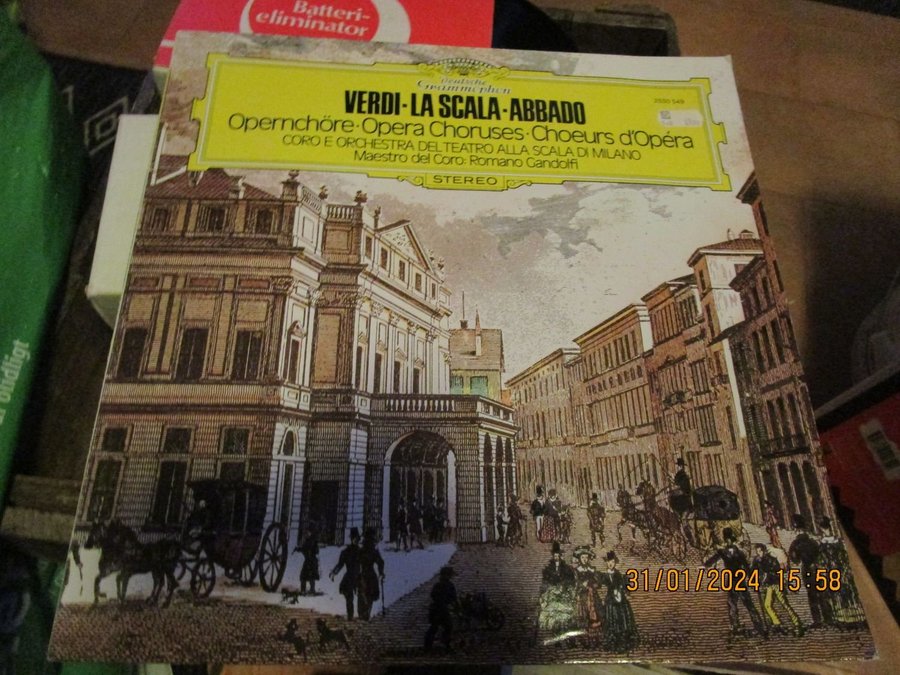 Batteri-
eliminator
Deutsche
Grammophon
VERDI·LA SCALA·ABBADO
2530 549
Opernchöre·Opera Choruses·Choeurs d'Opéra
CORO E ORCHESTRA DEL TEATRO ALLA SCALA DI MILANO
Maestro del Coro: Romano Gandolfi
STEREO
31/01/2024 15:58